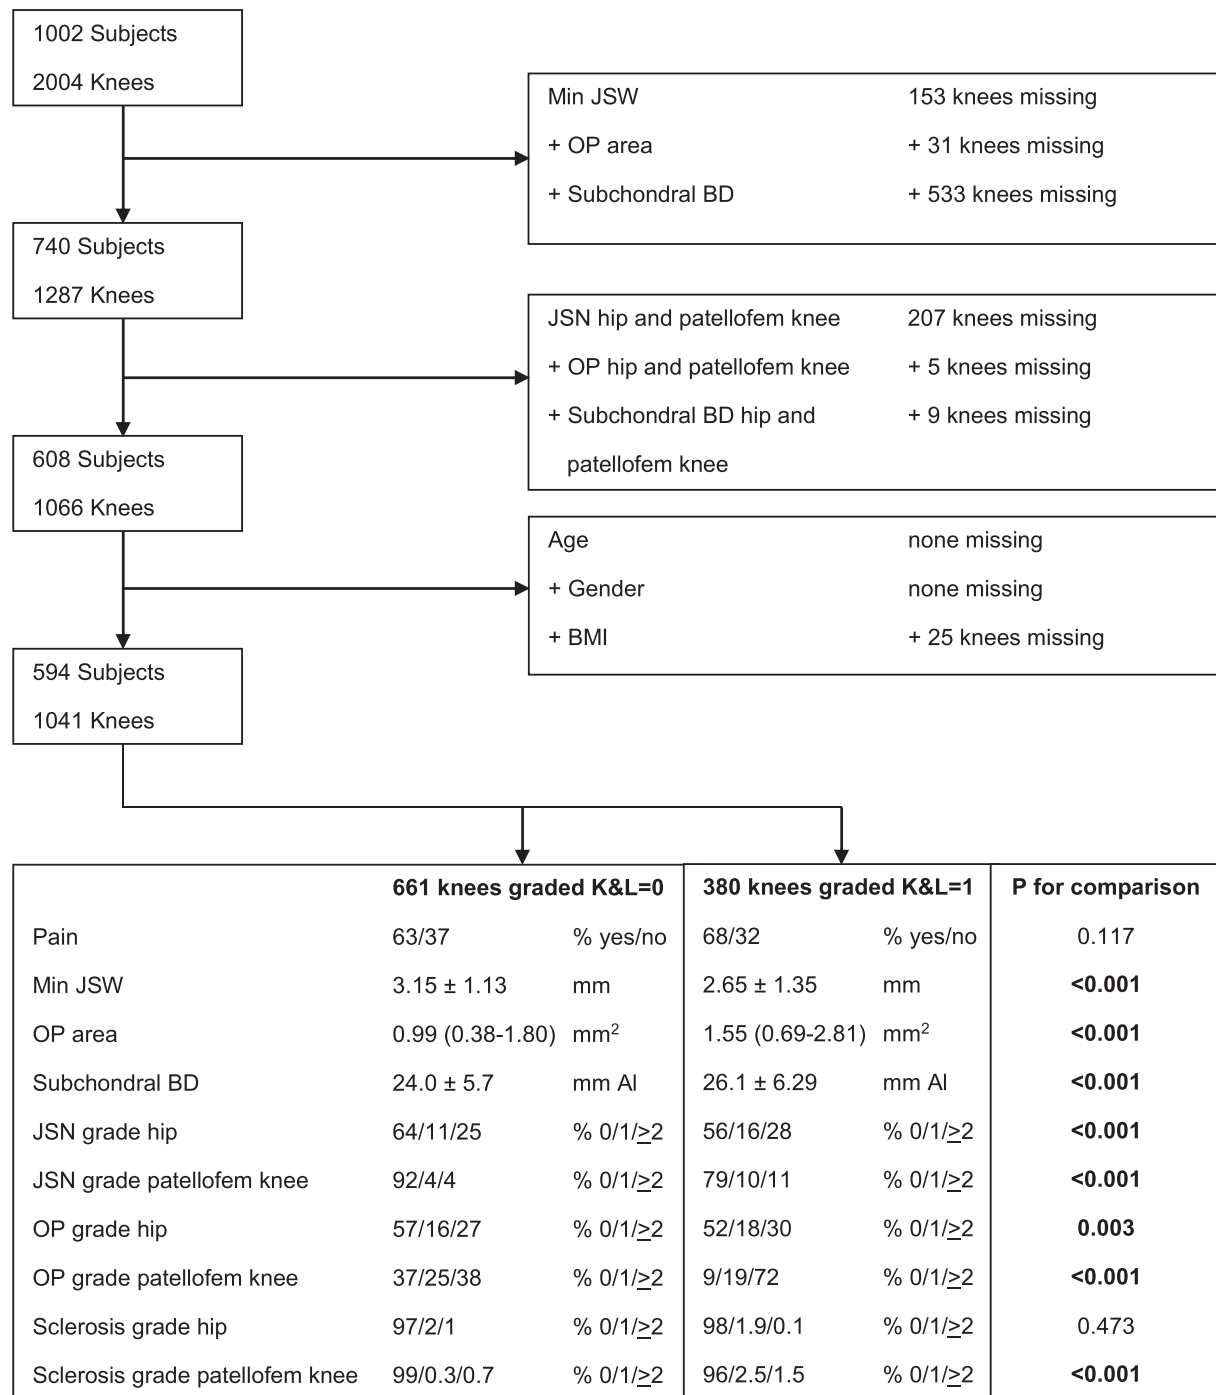 1002 Subjects
2004 Knees
Min JSW 153 knees missing
+ OP area + 31 knees missing
+ Subchondral BD + 533 knees missing
740 Subjects
1287 Knees
JSN hip and patellofem knee 207 knees missing
+ OP hip and patellofem knee + 5 knees missing
+ Subchondral BD hip and + 9 knees missing
patellofem knee
608 Subjects
1066 Knees
Age none missing
+ Gender none missing
+ BMI + 25 knees missing
594 Subjects
1041 Knees
661 knees graded K&L=0 380 knees graded K&L=1 P for comparison
Pain 63/37 % yes/no 68/32 % yes/no 0.117
Min JSW 3.15 ± 1.13 mm 2.65 ± 1.35 mm <0.001
OP area 0.99 (0.38-1.80) mm² 1.55 (0.69-2.81) mm² <0.001
Subchondral BD 24.0 ± 5.7 mm Al 26.1 ± 6.29 mm Al <0.001
JSN grade hip 64/11/25 % 0/1/≥2 56/16/28 % 0/1/≥2 <0.001
JSN grade patellofem knee 92/4/4 % 0/1/≥2 79/10/11 % 0/1/≥2 <0.001
OP grade hip 57/16/27 % 0/1/≥2 52/18/30 % 0/1/≥2 0.003
OP grade patellofem knee 37/25/38 % 0/1/≥2 9/19/72 % 0/1/≥2 <0.001
Sclerosis grade hip 97/2/1 % 0/1/≥2 98/1.9/0.1 % 0/1/≥2 0.473
Sclerosis grade patellofem knee 99/0.3/0.7 % 0/1/≥2 96/2.5/1.5 % 0/1/≥2 <0.001